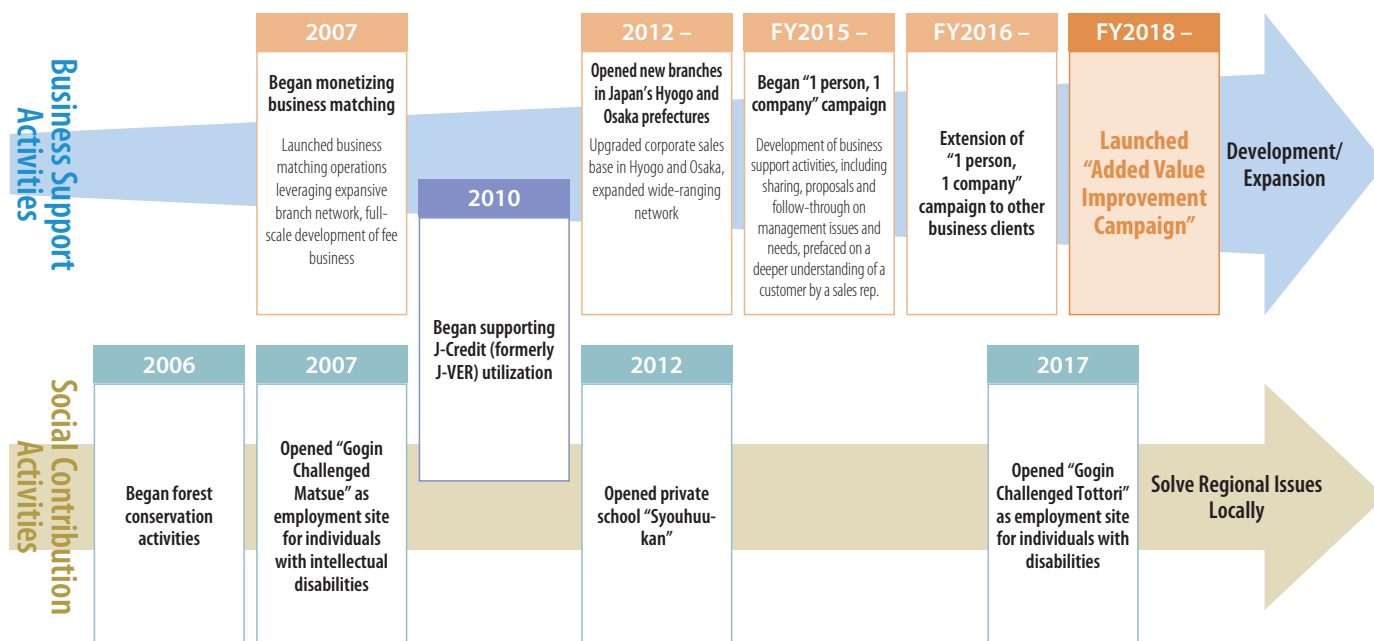 Business Support
Activities
2007
Began monetizing
business matching
Launched business
matching operations
leveraging expansive
branch network, full-
scale development of fee
business
2010
Began supporting
J-Credit (formerly
J-VER) utilization
2012 –
Opened new branches
in Japan's Hyogo and
Osaka prefectures
Upgraded corporate sales
base in Hyogo and Osaka,
expanded wide-ranging
network
FY2015 –
Began “1 person, 1
company” campaign
Development of business
support activities, including
sharing, proposals and
follow-through on
management issues and
needs, prefaced on a
deeper understanding of a
customer by a sales rep.
FY2016 –
Extension of
“1 person,
1 company”
campaign to other
business clients
FY2018 –
Launched
“Added Value
Improvement
Campaign”
Development/
Expansion
Social Contribution
Activities
2006
Began forest
conservation
activities
2007
Opened “Gogin
Challenged
Matsue” as
employment site
for individuals
with intellectual
disabilities
2012
Opened private
school “Syouhuu-
kan”
2017
Opened “Gogin
Challenged Tottori”
as employment site
for individuals with
disabilities
Solve Regional Issues
Locally